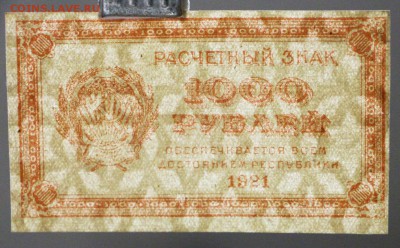 COINS.LAVE.RU
РАСЧЕТНЫЙ ЗНАК
1000
РУБЛЕЙ
ОБЕСПЕЧИВАЕТСЯ ВСЕМ
ДОСТОЯНИЕМ РЕСПУБЛИКИ
1921